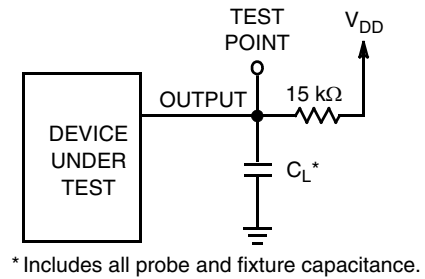 TEST
POINT
V_DD
OUTPUT
15 kΩ
DEVICE
UNDER
TEST
C_L*
* Includes all probe and fixture capacitance.